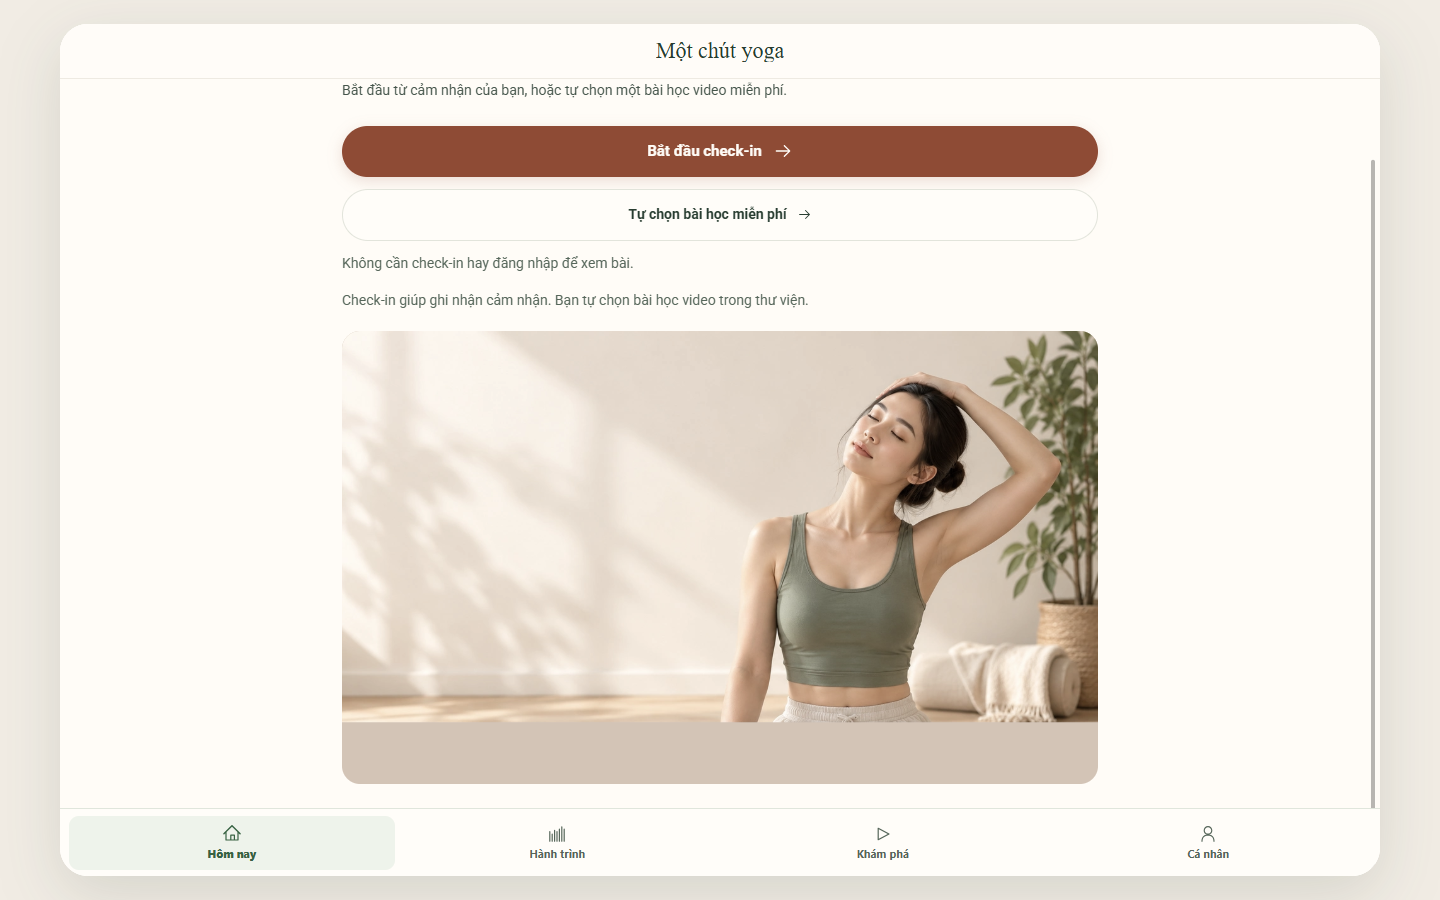 Một chút yoga
Bắt đầu từ cảm nhận của bạn, hoặc tự chọn một bài học video miễn phí.
Bắt đầu check-in
Tự chọn bài học miễn phí
Không cần check-in hay đăng nhập để xem bài.
Check-in giúp ghi nhận cảm nhận. Bạn tự chọn bài học video trong thư viện.
Hôm nay
Hành trình
Khám phá
Cá nhân